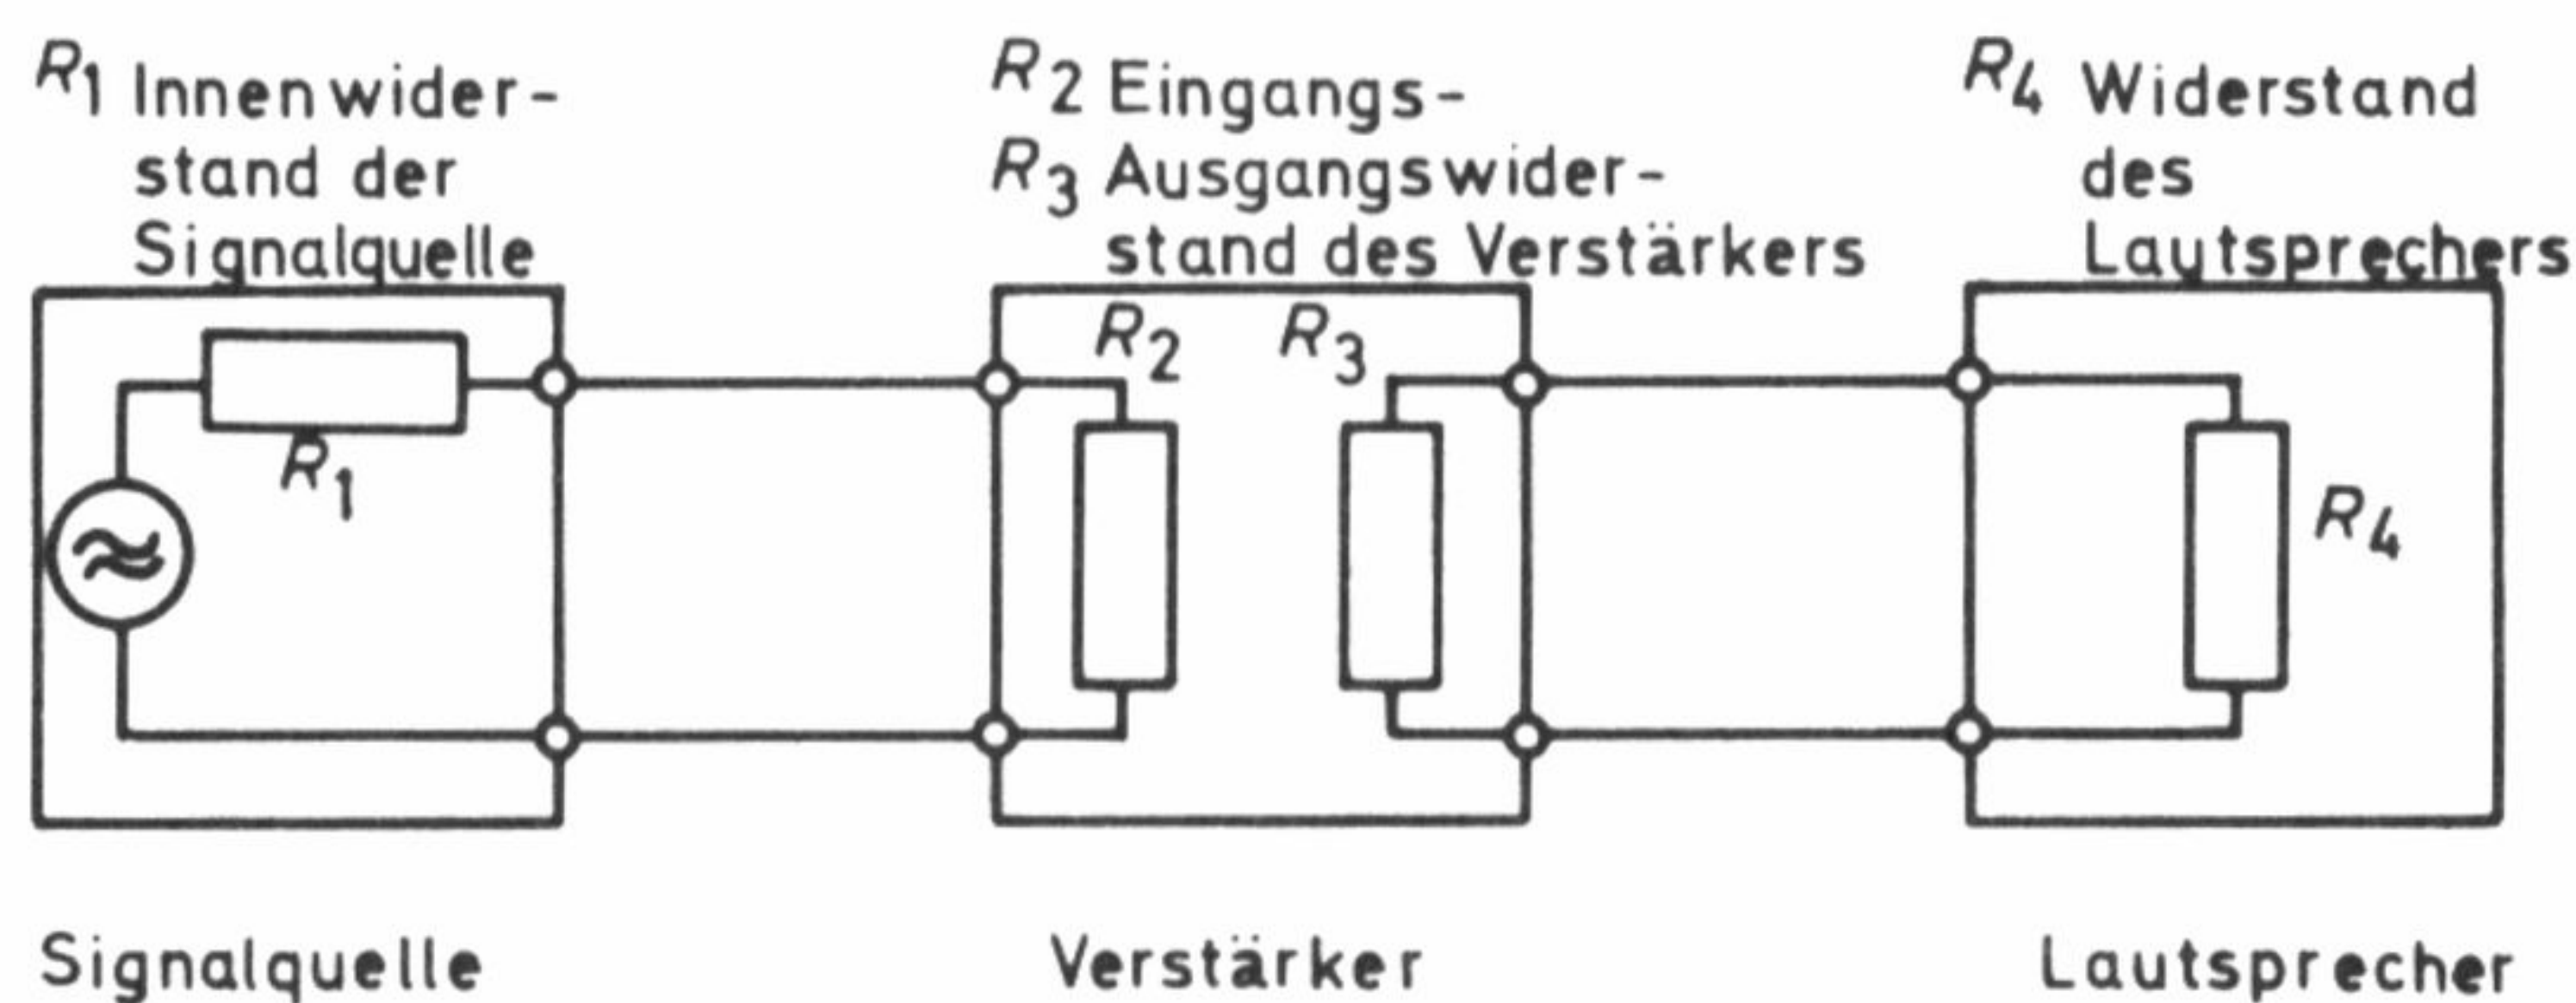 R1 Innenwider-
stand der
Signalquelle
R2 Eingangs-
R3 Ausgangswider-
stand des Verstärkers
R4 Widerstand
des
Lautsprechers
R1
R2
R3
R4
Signalquelle
Verstärker
Lautsprecher